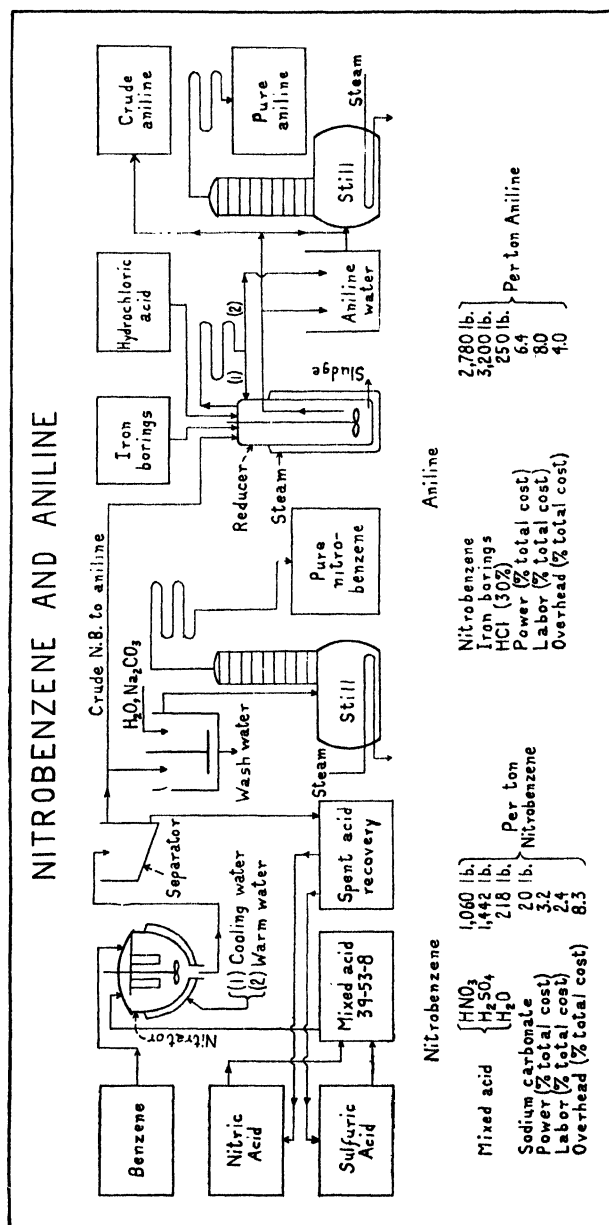 NITROBENZENE AND ANILINE
Benzene
Nitrator
{(1) Cooling water
{(2) Warm water
Separator
Crude N.B. to aniline
H₂O, Na₂CO₃
Wash water
Nitric
Acid
Sulfuric
Acid
Mixed acid
39-53-8
Spent acid
recovery
Steam
Still
Pure
nitro-
benzene
Iron
borings
Hydrochloric
acid
Reducer
Steam
(1)
(2)
Sludge
Aniline
water
Crude
aniline
Pure
aniline
Still
Steam
Nitrobenzene
Mixed acid {HNO₃ 1,060 lb.
H₂SO₄ 1,442 lb.
H₂O 218 lb.
Sodium carbonate 20 lb.
Power (% total cost) 3.2
Labor (% total cost) 2.4
Overhead (% total cost) 8.3
Per ton
Nitrobenzene
Aniline
Nitrobenzene 2,780 lb.
Iron borings 3,200 lb.
HCl (30%) 250 lb.
Power (% total cost) 6.4
Labor (% total cost) 8.0
Overhead (% total cost) 4.0
Per ton Aniline